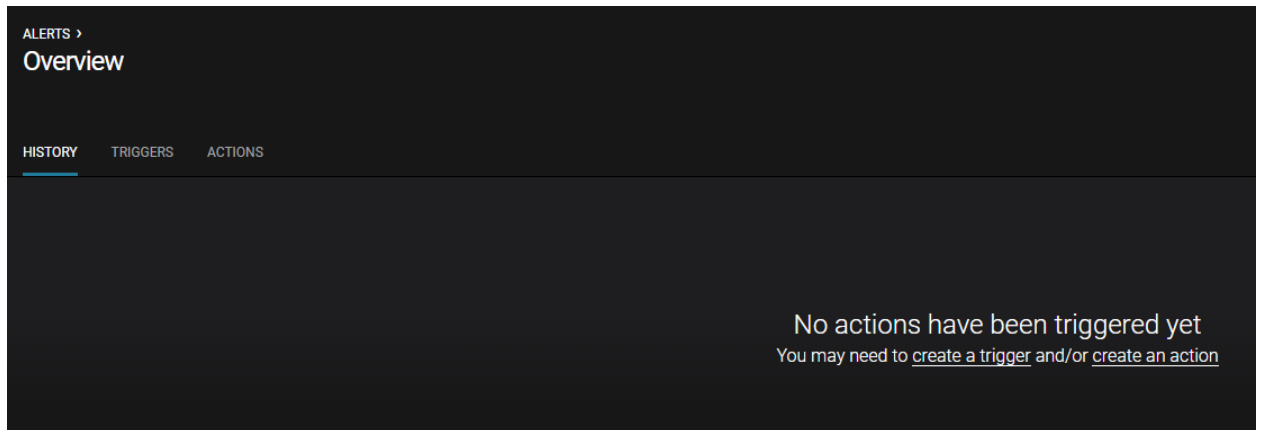 ALERTS ›
Overview
HISTORY TRIGGERS ACTIONS
No actions have been triggered yet
You may need to create a trigger and/or create an action